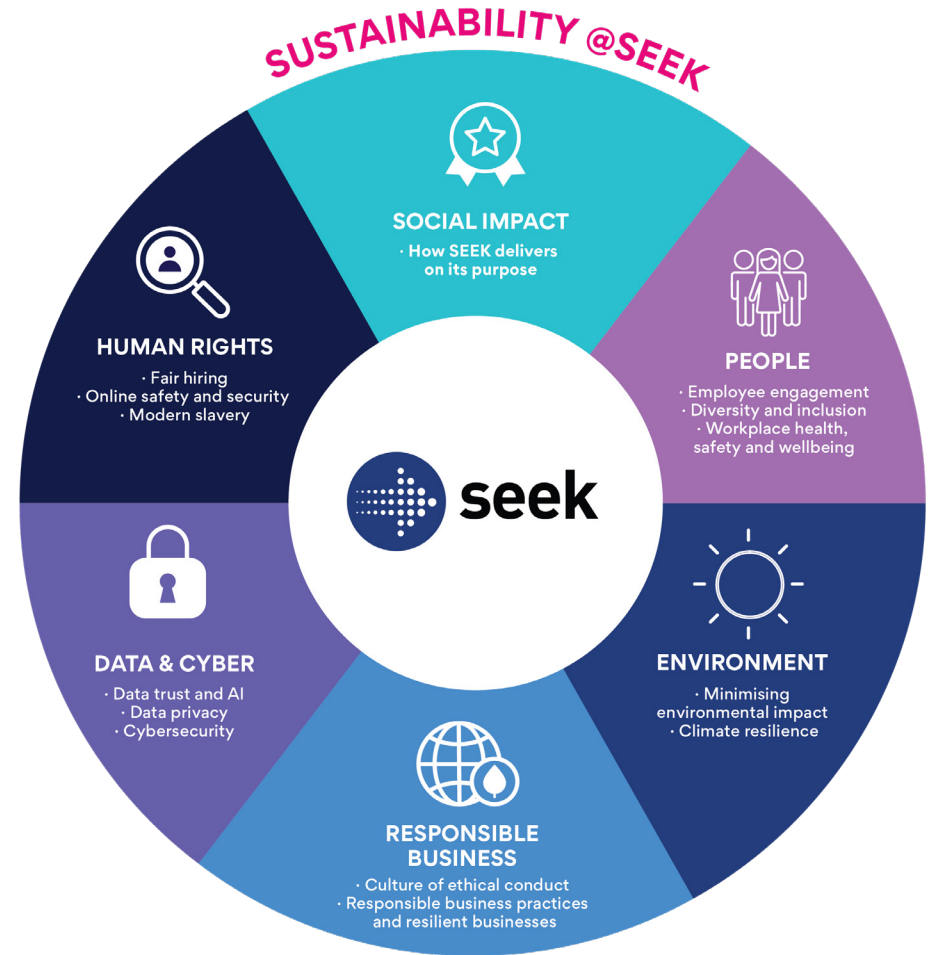 SUSTAINABILITY @SEEK
SOCIAL IMPACT
· How SEEK delivers
on its purpose
PEOPLE
· Employee engagement
· Diversity and inclusion
· Workplace health,
safety and wellbeing
ENVIRONMENT
· Minimising
environmental impact
· Climate resilience
RESPONSIBLE
BUSINESS
· Culture of ethical conduct
· Responsible business practices
and resilient businesses
DATA & CYBER
· Data trust and AI
· Data privacy
· Cybersecurity
HUMAN RIGHTS
· Fair hiring
· Online safety and security
· Modern slavery
seek